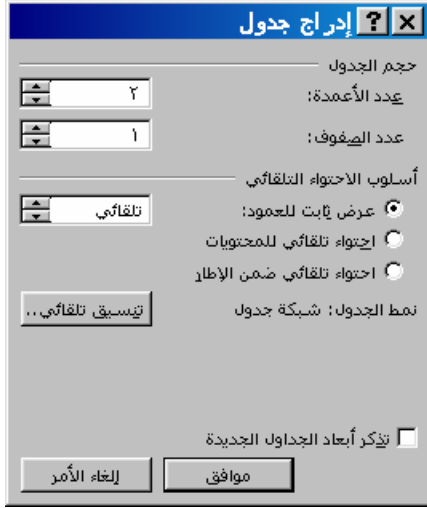 إدراج جدول
حجم الجدول
عدد الأعمدة: ٢
عدد الصفوف: ١
أسلوب الاحتواء التلقائي
عرض ثابت للعمود: تلقائي
احتواء تلقائي للمحتويات
احتواء تلقائي ضمن الإطار
نمط الجدول: شبكة جدول تنسيق تلقائي..
تذكر أبعاد الجداول الجديدة
موافق إلغاء الأمر